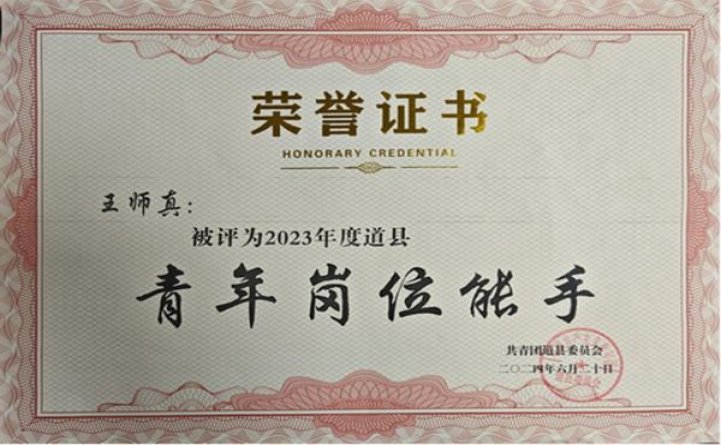 荣誉证书
HONORARY CREDENTIAL
王师真：
被评为2023年度道县
青年岗位能手
共青团道县委员会
二〇二四年六月二十日